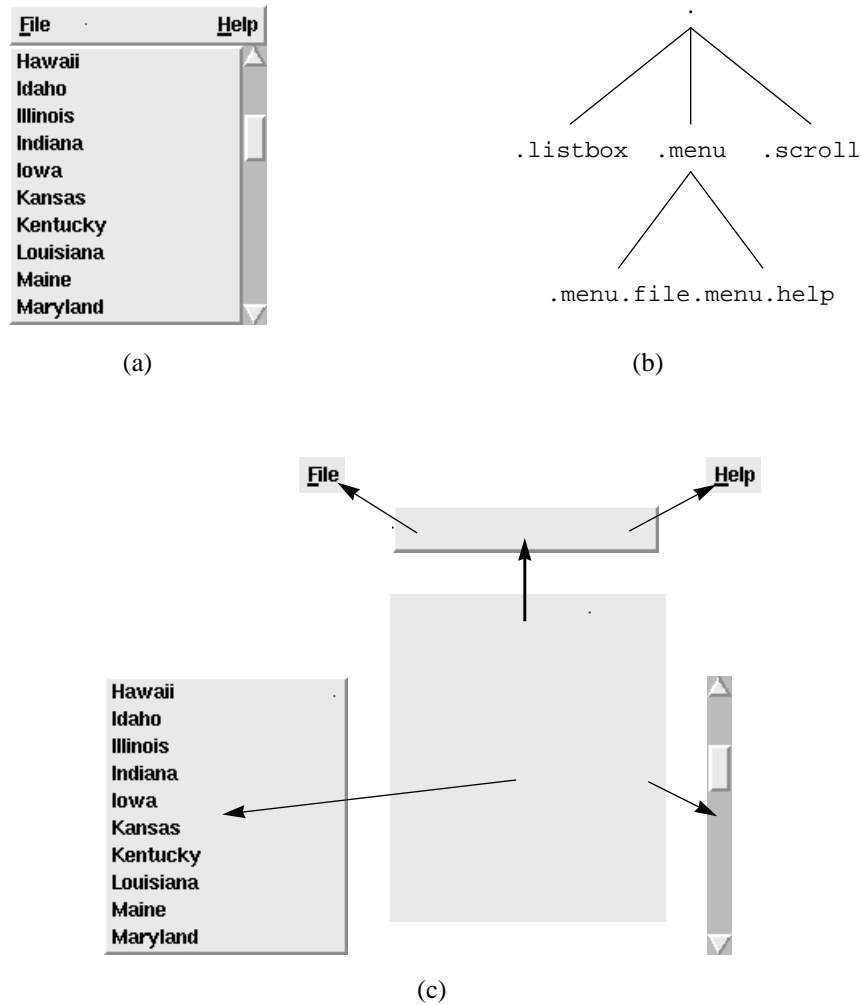 File Help
Hawaii
Idaho
Illinois
Indiana
Iowa
Kansas
Kentucky
Louisiana
Maine
Maryland
(a)
.
.listbox .menu .scroll
.menu.file.menu.help
(b)
File Help
Hawaii
Idaho
Illinois
Indiana
Iowa
Kansas
Kentucky
Louisiana
Maine
Maryland
(c)